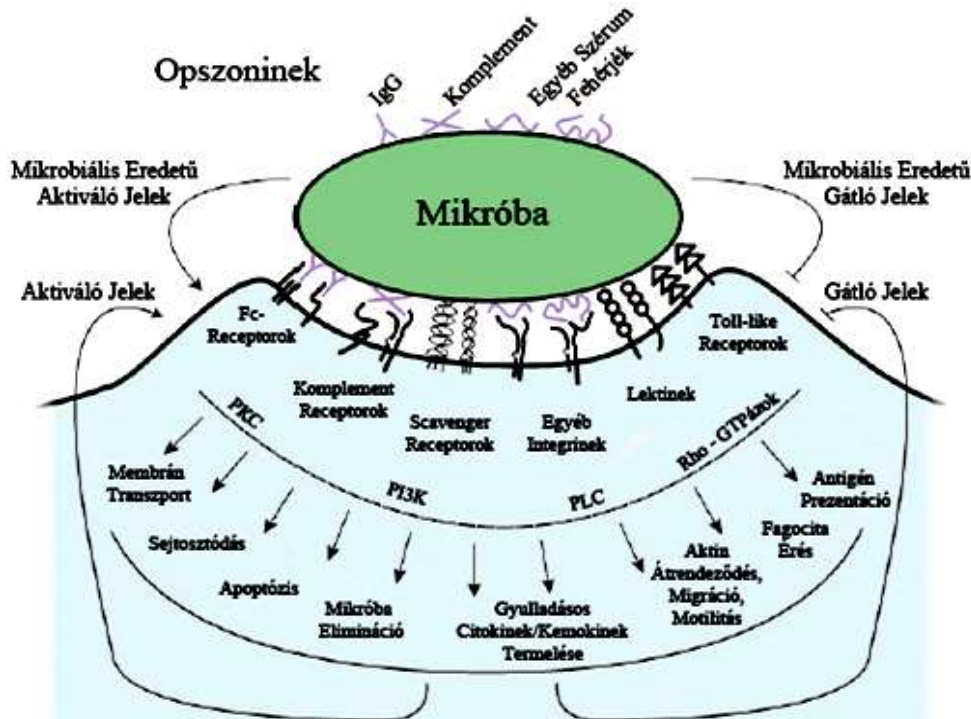 Opszoninek
IgG
Komplement
Egyéb Szérum
Fehérjék
Mikrobiális Eredetű
Aktiváló Jelek
Mikróba
Mikrobiális Eredetű
Gátló Jelek
Aktiváló Jelek
Gátló Jelek
Fc-
Receptorok
Toll-like
Receptorok
Komplement
Receptorok
Lektinek
Scavenger
Receptorok
Egyéb
Integrinek
PKC
PI3K
PLC
Rho - GTPázok
Membrán
Transzport
Sejtosztódás
Apoptózis
Mikróba
Elimináció
Gyulladásos
Citokinek/Kemokinek
Termelése
Aktin
Átrendeződés,
Migráció,
Motilitás
Fagocita
Érés
Antigén
Prezentáció